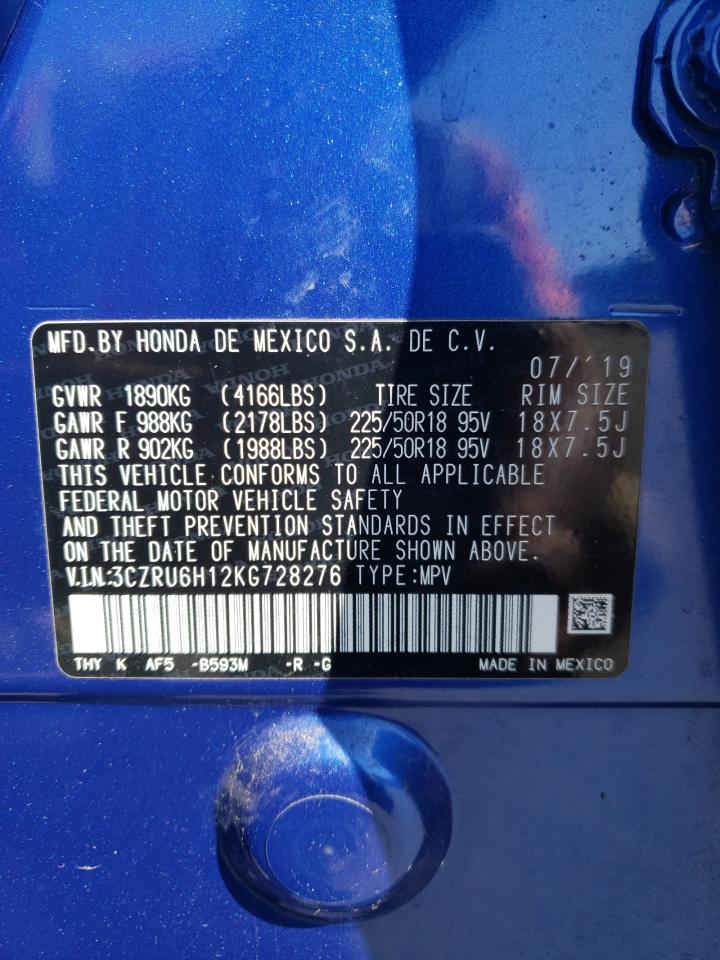 MFD.BY HONDA DE MEXICO S.A. DE C.V.
07/'19
GVWR 1890KG (4166LBS) TIRE SIZE RIM SIZE
GAWR F 988KG (2178LBS) 225/50R18 95V 18X7.5J
GAWR R 902KG (1988LBS) 225/50R18 95V 18X7.5J
THIS VEHICLE CONFORMS TO ALL APPLICABLE
FEDERAL MOTOR VEHICLE SAFETY
AND THEFT PREVENTION STANDARDS IN EFFECT
ON THE DATE OF MANUFACTURE SHOWN ABOVE.
V.I.N:3CZRU6H12KG728276 TYPE:MPV
THY K AF5 -B593M -R -G MADE IN MEXICO